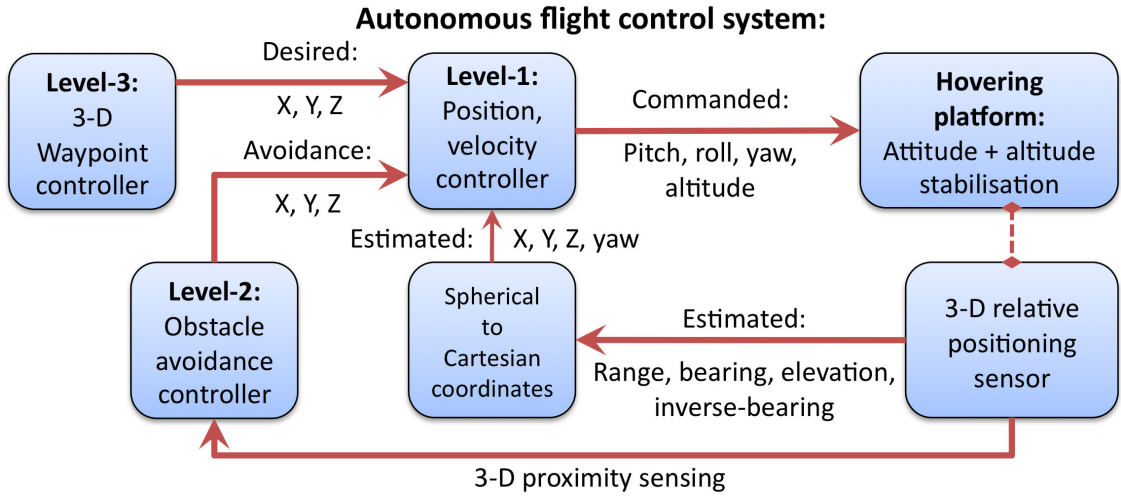 Autonomous flight control system:
Level-3:
3-D
Waypoint
controller
Desired:
X, Y, Z
Avoidance:
X, Y, Z
Level-1:
Position,
velocity
controller
Commanded:
Pitch, roll, yaw,
altitude
Hovering
platform:
Attitude + altitude
stabilisation
Estimated:
X, Y, Z, yaw
Level-2:
Obstacle
avoidance
controller
Spherical
to
Cartesian
coordinates
Estimated:
Range, bearing, elevation,
inverse-bearing
3-D relative
positioning
sensor
3-D proximity sensing